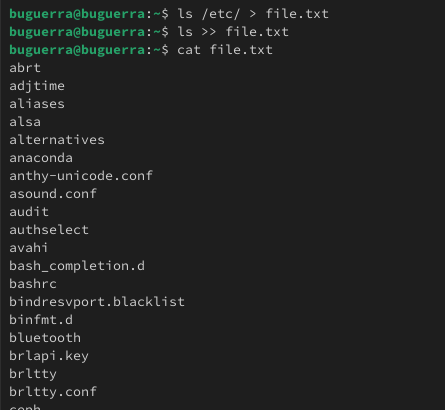 buguerra@buguerra:~$ ls /etc/ > file.txt
buguerra@buguerra:~$ ls >> file.txt
buguerra@buguerra:~$ cat file.txt
abrt
adjtime
aliases
alsa
alternatives
anaconda
anthy-unicode.conf
asound.conf
audit
authselect
avahi
bash_completion.d
bashrc
bindresvport.blacklist
binfmt.d
bluetooth
brlapi.key
brltty
brltty.conf